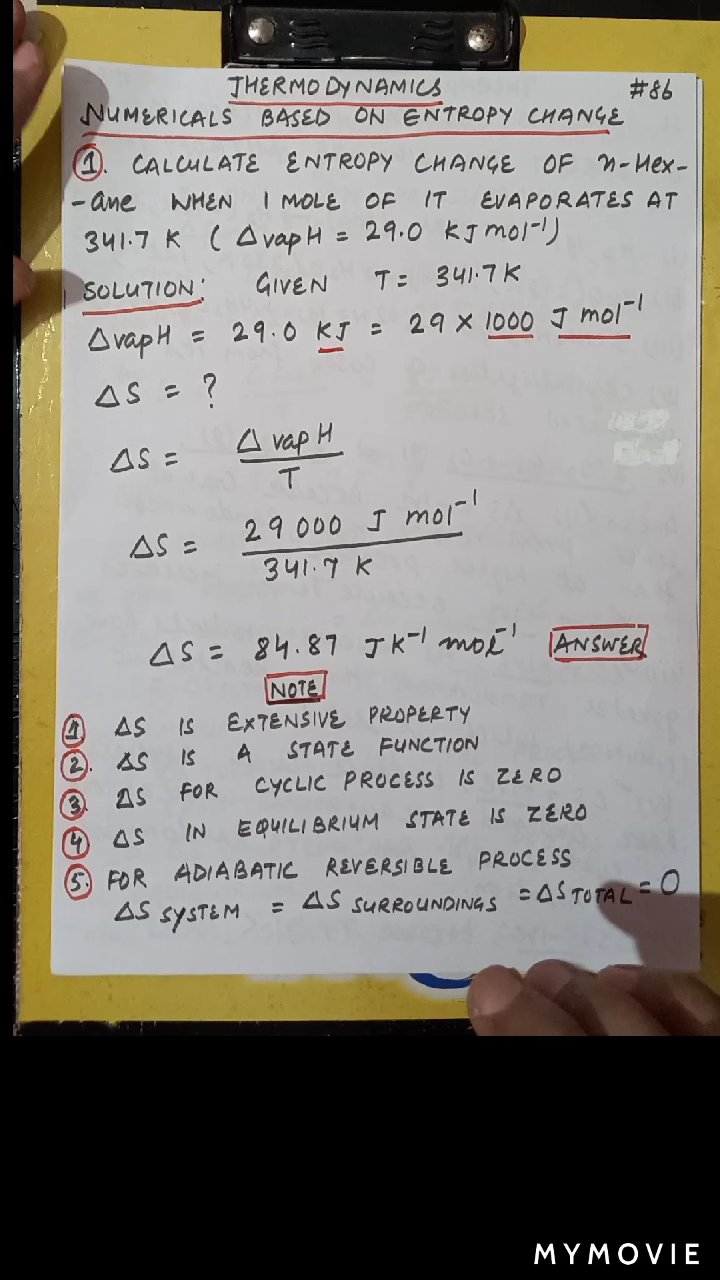 THERMODYNAMICS #86
NUMERICALS BASED ON ENTROPY CHANGE
1. CALCULATE ENTROPY CHANGE OF n-Hex-
-ane WHEN 1 MOLE OF IT EVAPORATES AT
341.7 K ( ΔvapH = 29.0 KJ mol⁻¹)
SOLUTION: GIVEN T = 341.7K
ΔvapH = 29.0 KJ = 29 × 1000 J mol⁻¹
ΔS = ?
ΔS = ΔvapH / T
ΔS = 29000 J mol⁻¹ / 341.7 K
ΔS = 84.87 JK⁻¹ mol⁻¹ ANSWER
NOTE
1 ΔS IS EXTENSIVE PROPERTY
2. ΔS IS A STATE FUNCTION
3. ΔS FOR CYCLIC PROCESS IS ZERO
4 ΔS IN EQUILIBRIUM STATE IS ZERO
5. FOR ADIABATIC REVERSIBLE PROCESS
ΔS SYSTEM = ΔS SURROUNDINGS = ΔS TOTAL = 0
MYMOVIE